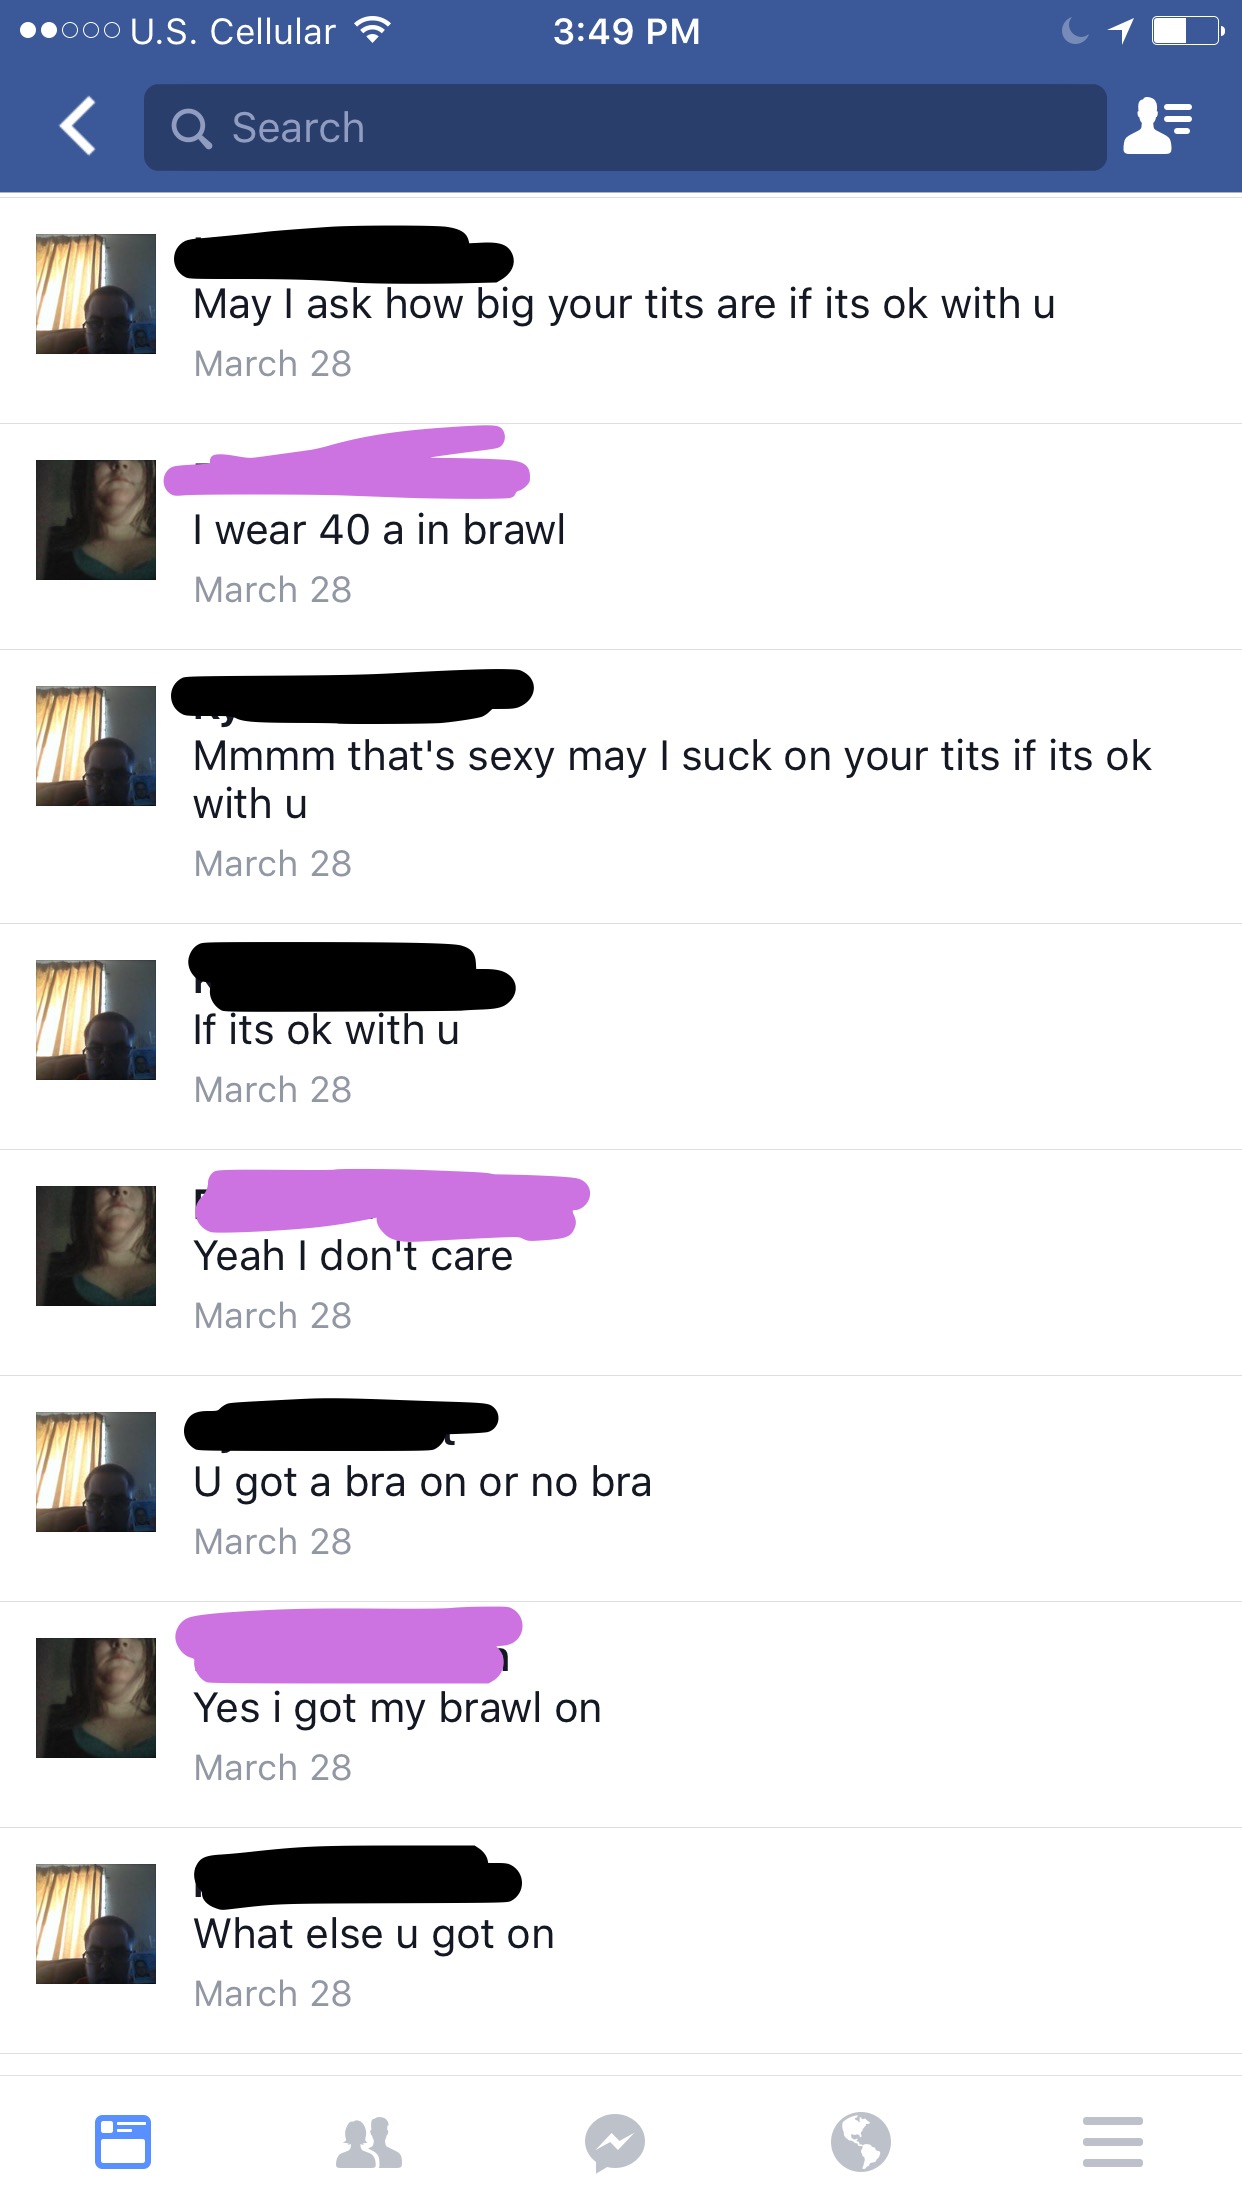 U.S. Cellular 3:49 PM
Search
May I ask how big your tits are if its ok with u
March 28
I wear 40 a in brawl
March 28
Mmmm that's sexy may I suck on your tits if its ok
with u
March 28
If its ok with u
March 28
Yeah I don't care
March 28
U got a bra on or no bra
March 28
Yes i got my brawl on
March 28
What else u got on
March 28